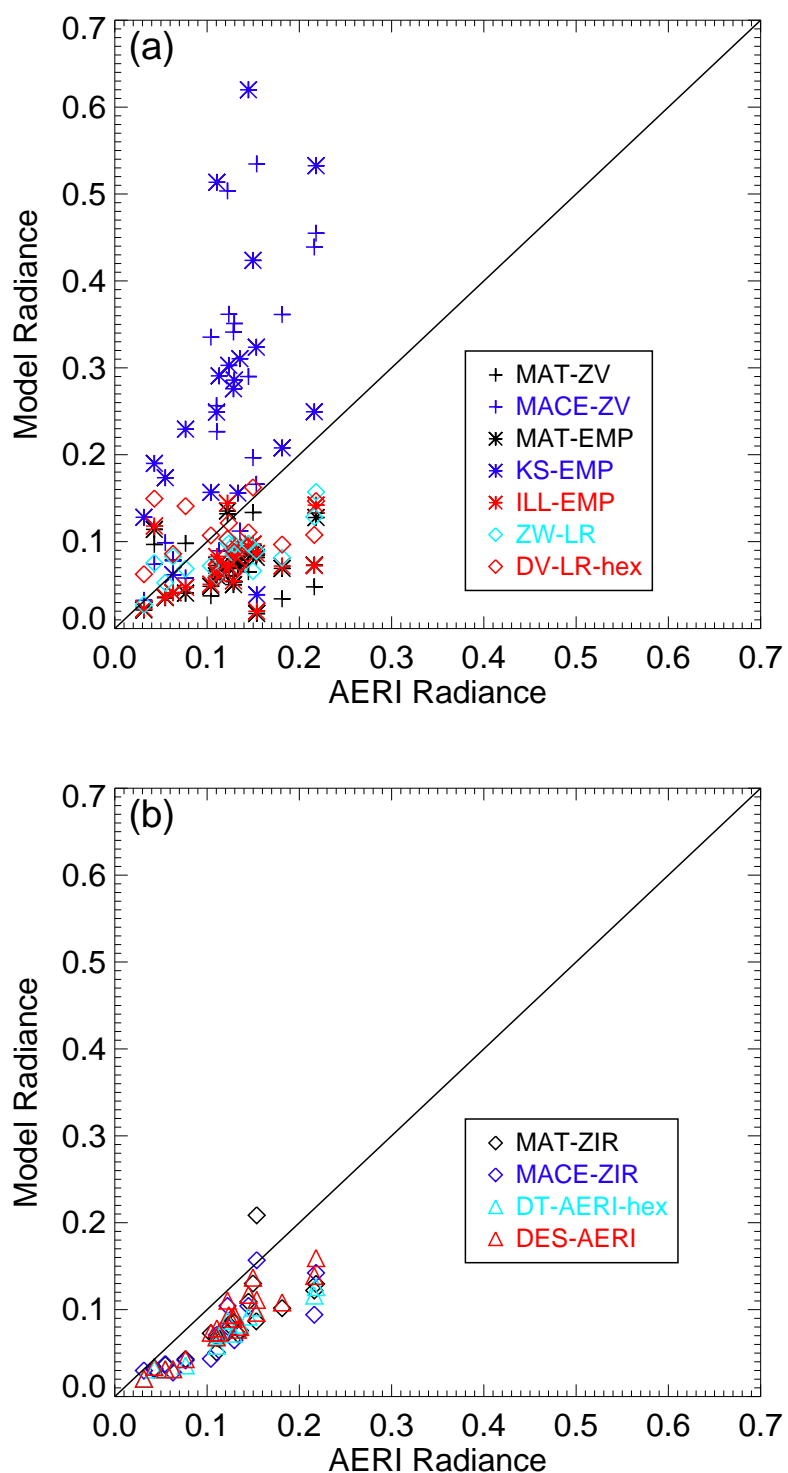 (a)
0.7
0.6
0.5
0.4
0.3
0.2
0.1
0.0
Model Radiance
MAT-ZV
MACE-ZV
MAT-EMP
KS-EMP
ILL-EMP
ZW-LR
DV-LR-hex
0.0 0.1 0.2 0.3 0.4 0.5 0.6 0.7
AERI Radiance
(b)
0.7
0.6
0.5
0.4
0.3
0.2
0.1
0.0
Model Radiance
MAT-ZIR
MACE-ZIR
DT-AERI-hex
DES-AERI
0.0 0.1 0.2 0.3 0.4 0.5 0.6 0.7
AERI Radiance